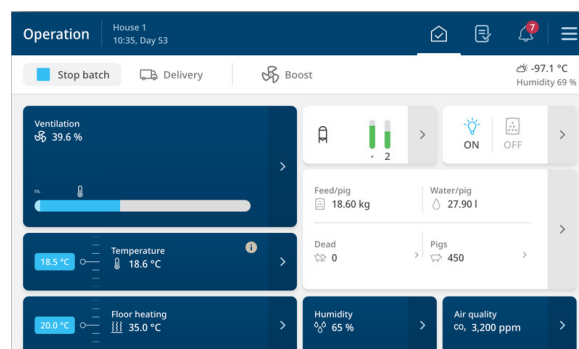 Operation
House 1
10:35, Day 53
7
Stop batch
Delivery
Boost
-97.1 °C
Humidity 69 %
Ventilation
39.6 %
2
ON
OFF
Feed/pig
18.60 kg
Water/pig
27.90 l
Dead
0
Pigs
450
18.5 °C
Temperature
18.6 °C
i
20.0 °C
Floor heating
35.0 °C
Humidity
65 %
Air quality
CO₂ 3,200 ppm